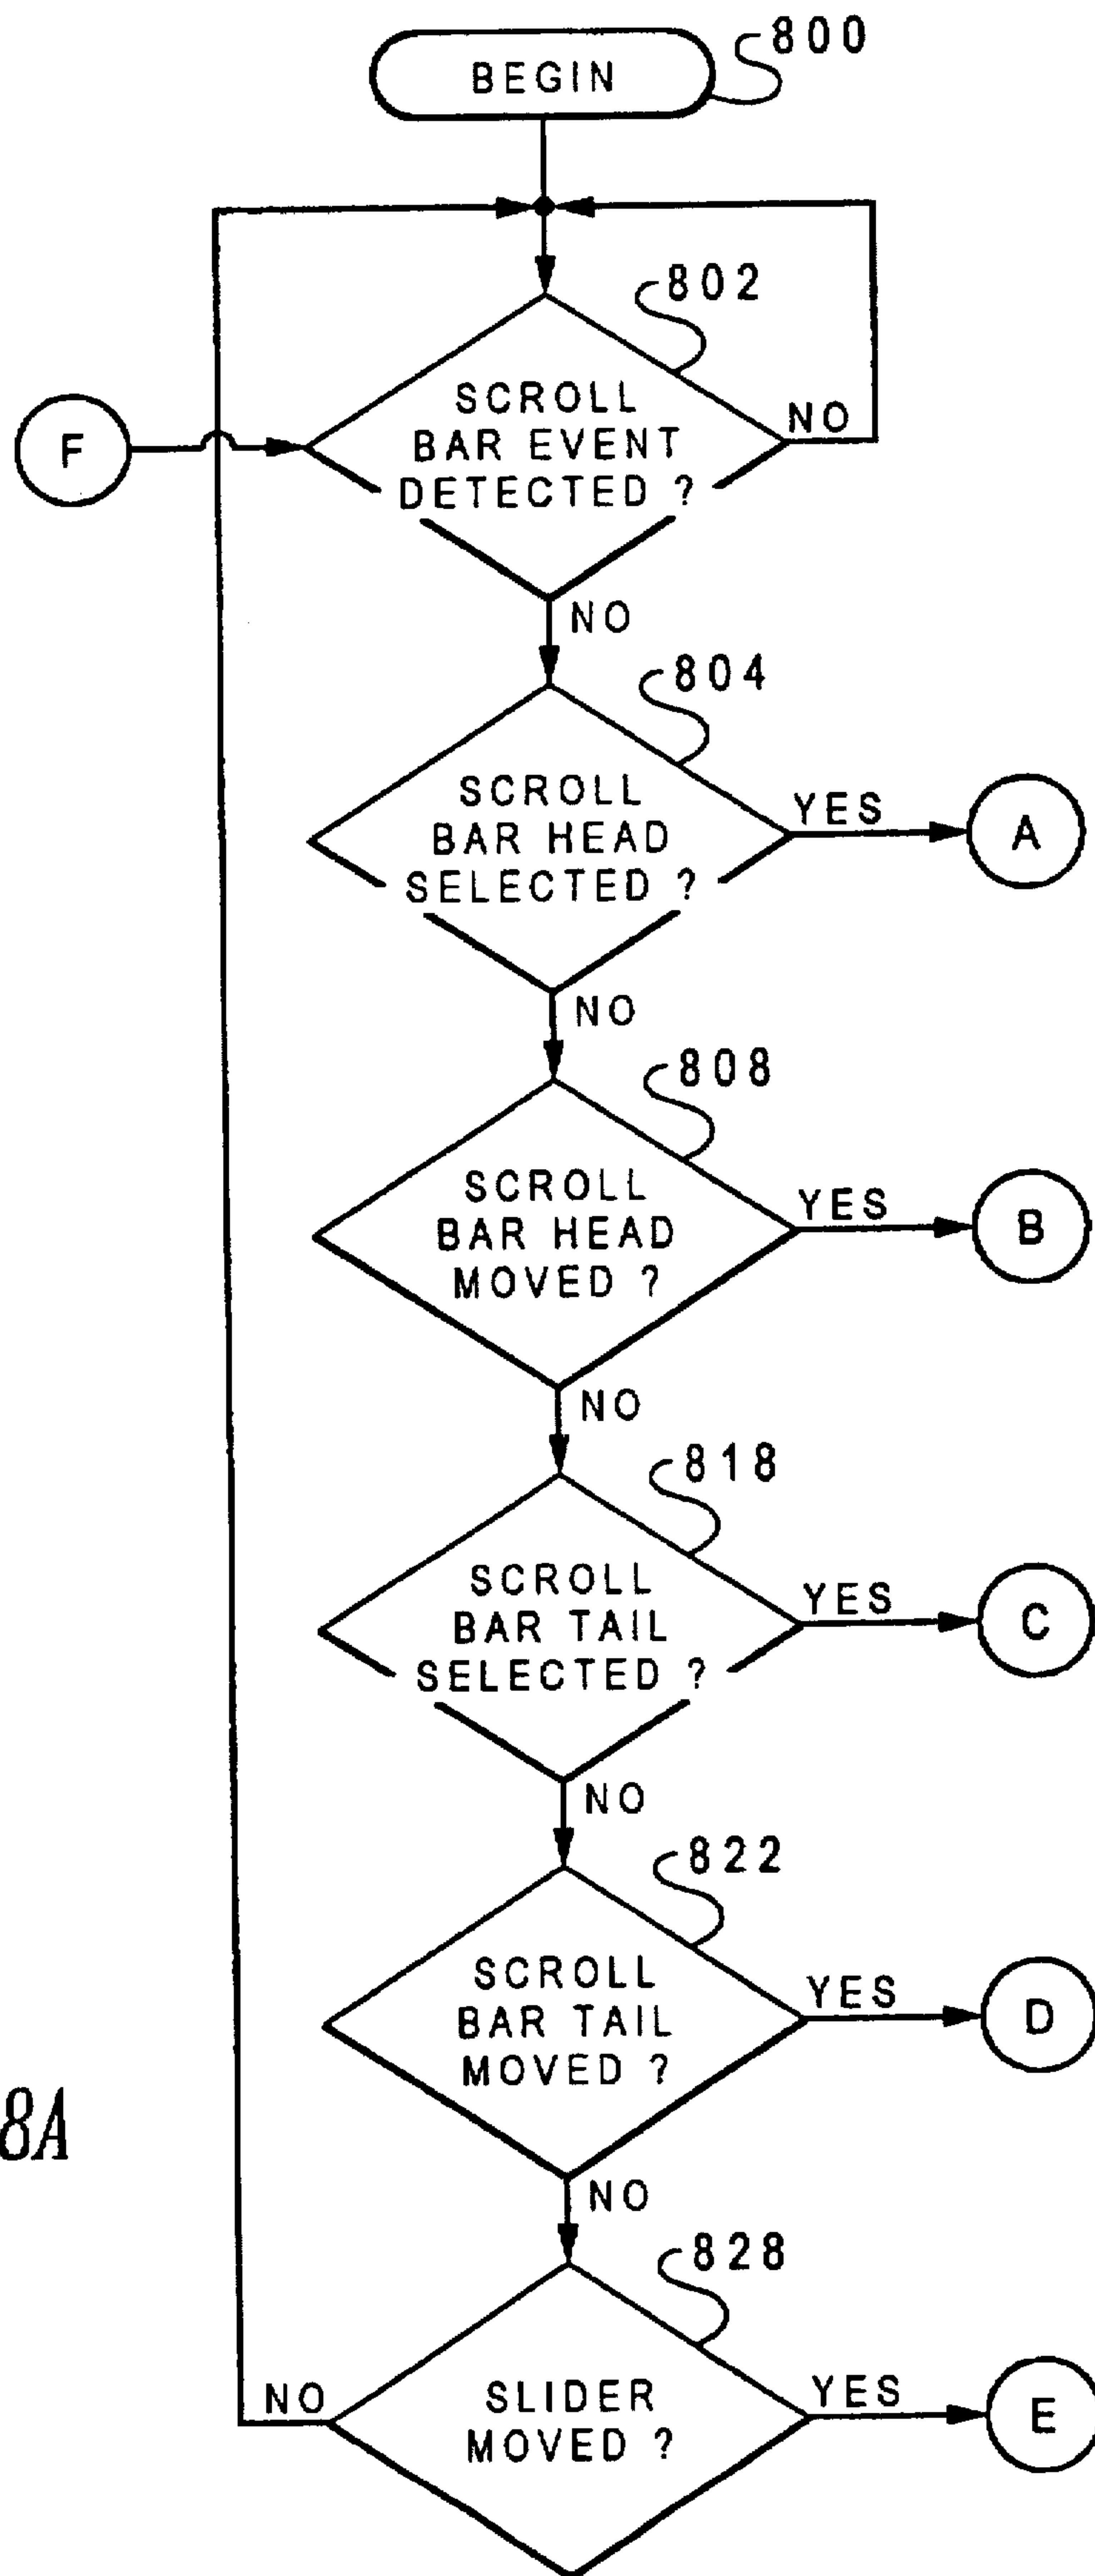 BEGIN
800
802
SCROLL
BAR EVENT
DETECTED ?
NO
F
NO
804
SCROLL
BAR HEAD
SELECTED ?
YES
A
NO
808
SCROLL
BAR HEAD
MOVED ?
YES
B
NO
818
SCROLL
BAR TAIL
SELECTED ?
YES
C
NO
822
SCROLL
BAR TAIL
MOVED ?
YES
D
8A
NO
828
NO
SLIDER
MOVED ?
YES
E